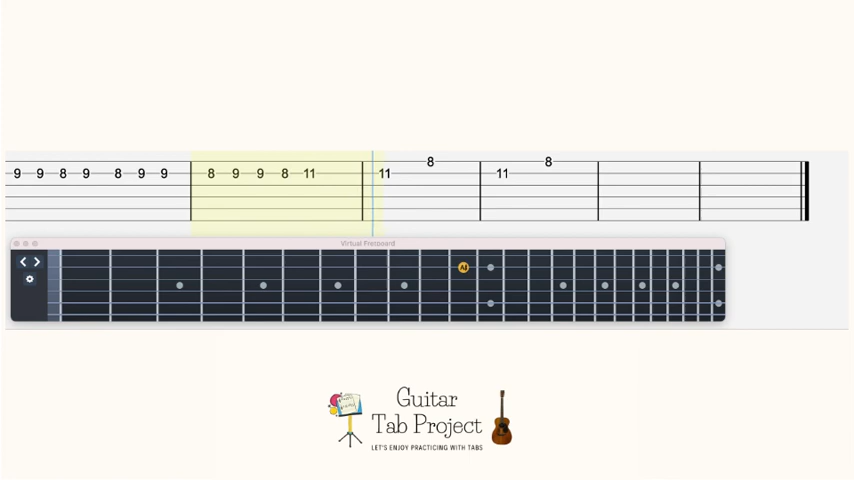 8
8
9 9 8 9 8 9 9 8 9 9 8 11 11 11
Virtual Fretboard
A♯
Guitar
Tab Project
LET'S ENJOY PRACTICING WITH TABS